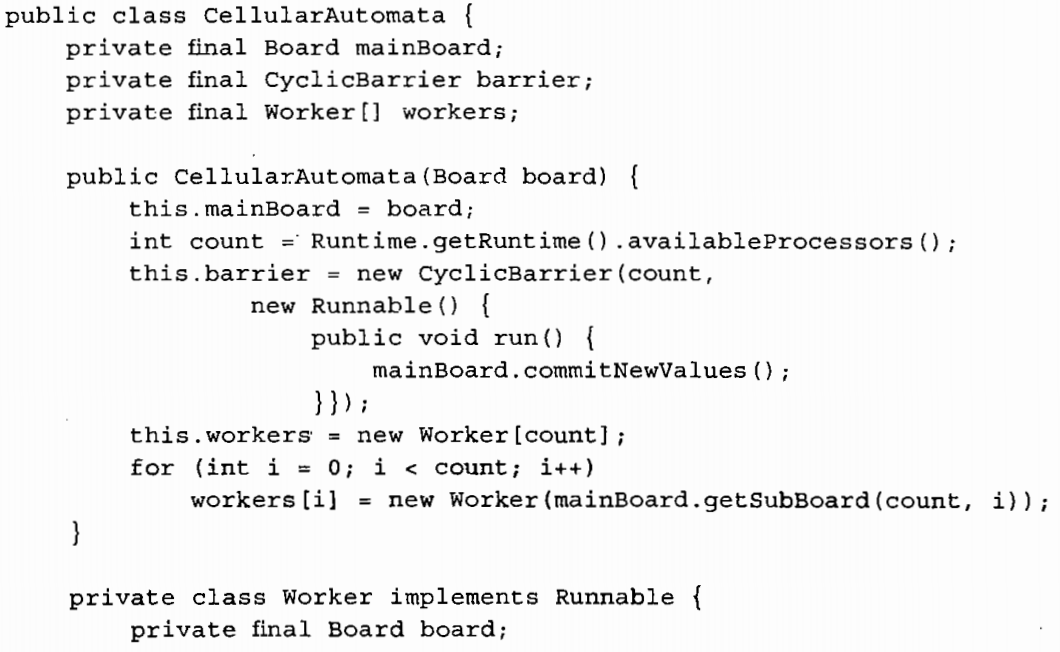 public class CellularAutomata {
    private final Board mainBoard;
    private final CyclicBarrier barrier;
    private final Worker[] workers;

    public CellularAutomata(Board board) {
        this.mainBoard = board;
        int count = Runtime.getRuntime().availableProcessors();
        this.barrier = new CyclicBarrier(count,
                new Runnable() {
                    public void run() {
                        mainBoard.commitNewValues();
                    }});
        this.workers = new Worker[count];
        for (int i = 0; i < count; i++)
            workers[i] = new Worker(mainBoard.getSubBoard(count, i));
    }

    private class Worker implements Runnable {
        private final Board board;